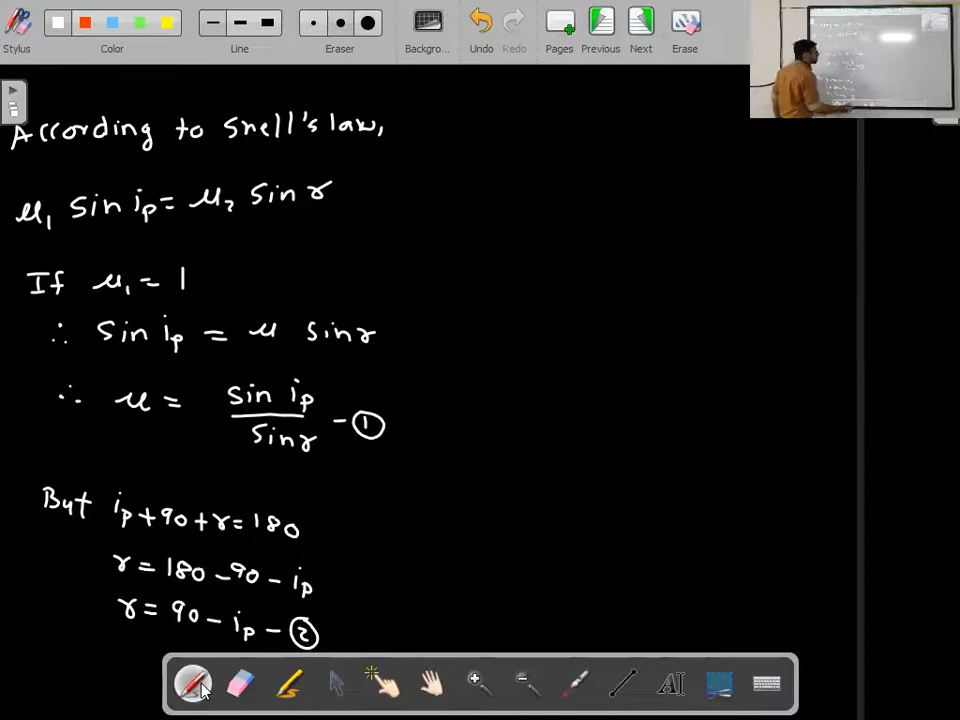 Stylus
Color
Line
Eraser
Backgro...
Undo
Redo
Pages
Previous
Next
Erase
According to Snell's law,
μ₁ sin iₚ = μ₂ sin r
If μ₁ = 1
∴ sin iₚ = μ sin r
∴ μ = sin iₚ / sin r - ①
But iₚ + 90 + r = 180
r = 180 - 90 - iₚ
r = 90 - iₚ - ②
AI